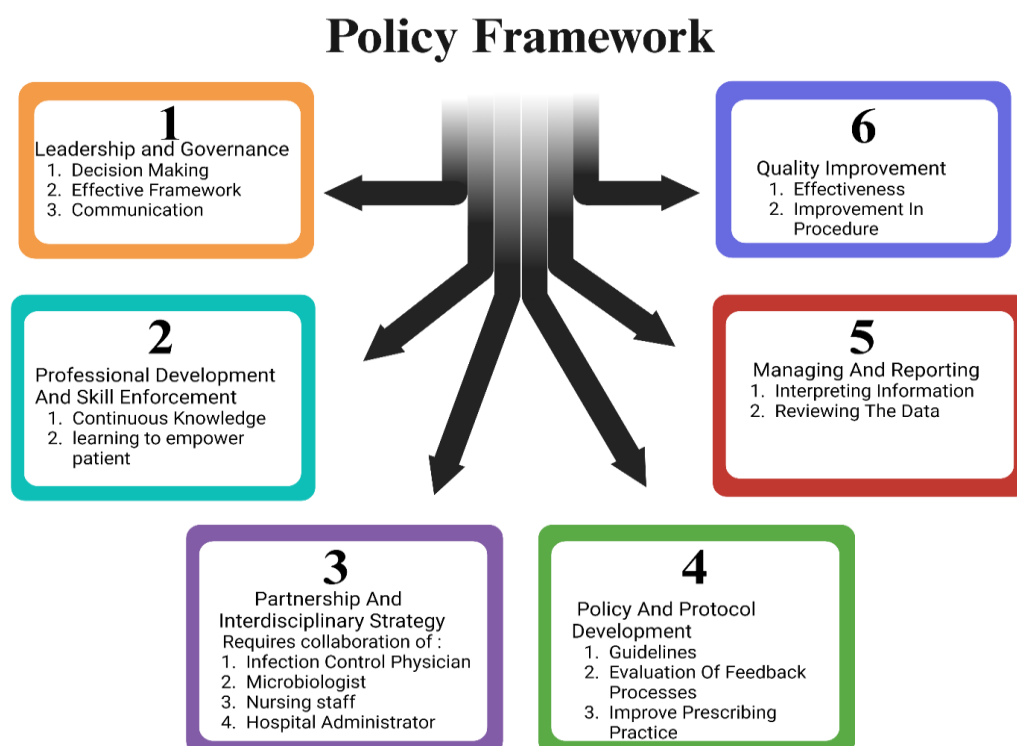 Policy Framework
1
Leadership and Governance
1. Decision Making
2. Effective Framework
3. Communication
2
Professional Development
And Skill Enforcement
1. Continuous Knowledge
2. learning to empower
patient
3
Partnership And
Interdisciplinary Strategy
Requires collaboration of :
1. Infection Control Physician
2. Microbiologist
3. Nursing staff
4. Hospital Administrator
4
Policy And Protocol
Development
1. Guidelines
2. Evaluation Of Feedback
Processes
3. Improve Prescribing
Practice
5
Managing And Reporting
1. Interpreting Information
2. Reviewing The Data
6
Quality Improvement
1. Effectiveness
2. Improvement In
Procedure